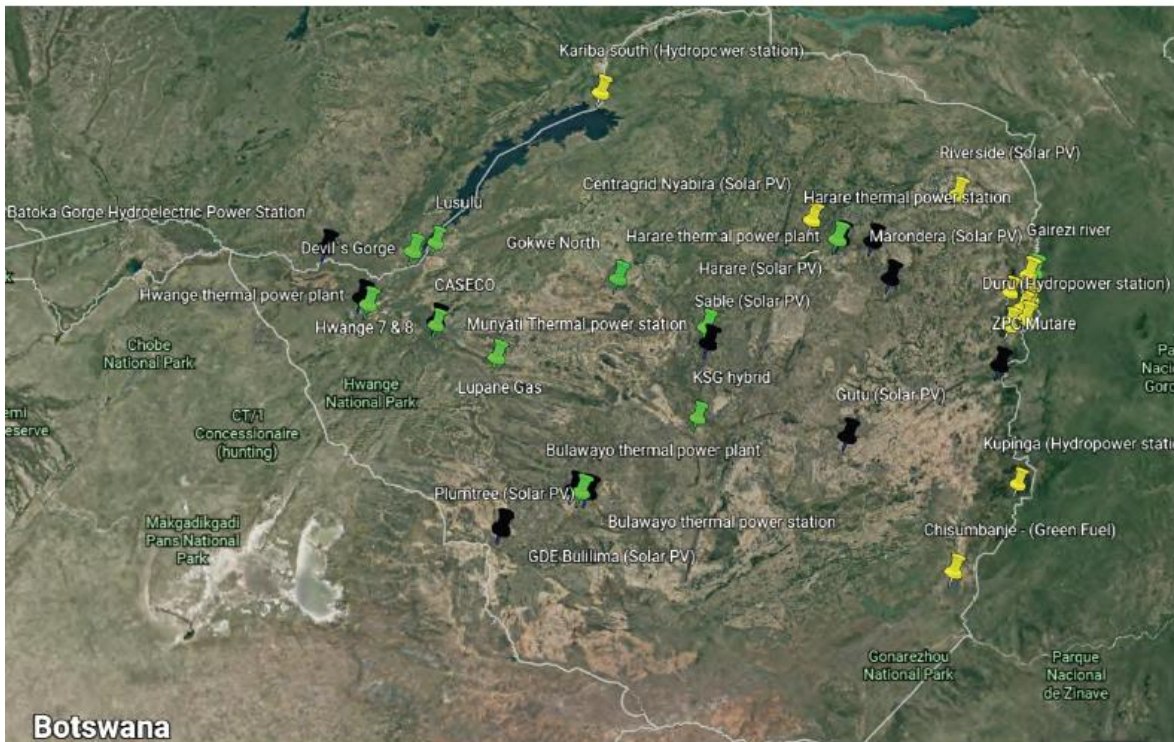 Kariba south (Hydropower station)
Riverside (Solar PV)
Centragrid Nyabira (Solar PV)
Harare thermal power station
Lusulu
Batoka Gorge Hydroelectric Power Station
Devil`s Gorge
Gokwe North
Harare thermal power plant
Marondera (Solar PV)
Gairezi river
Harare (Solar PV)
Duru (Hydropower station)
Hwange thermal power plant
CASECO
Sable (Solar PV)
Hwange 7 & 8
Munyati Thermal power station
ZPC Mutare
Chobe
National Park
Hwange
National Park
Lupane Gas
KSG hybrid
Gutu (Solar PV)
CT/1
Concessionaire
(hunting)
Bulawayo thermal power plant
Kupinga (Hydropower
Plumtree (Solar PV)
Bulawayo thermal power station
Makgadikgadi
Pans National
Park
GDE Bulilima (Solar PV)
Chisumbanje - (Green Fuel)
Gonarezhou
National Park
Parque
Nacional
de Zinave
Botswana